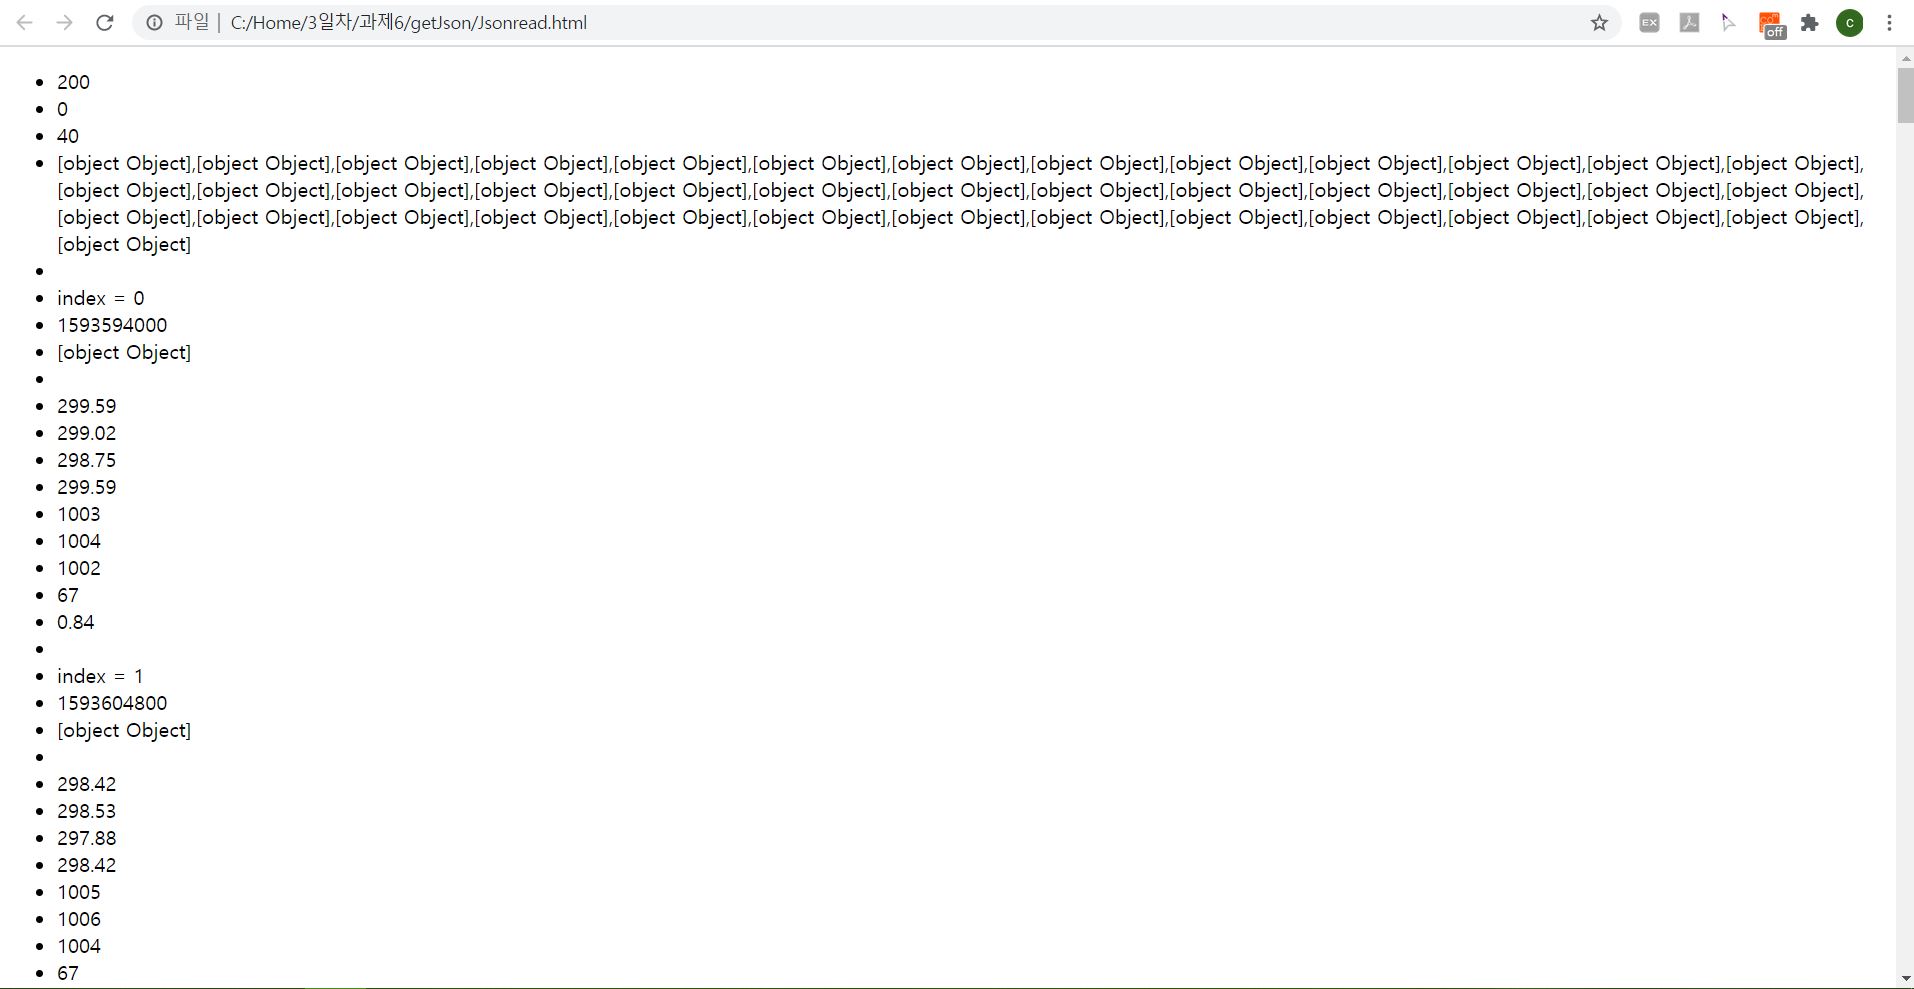 파일 | C:/Home/3일차/과제6/getJson/Jsonread.html
EX
off
c
200
0
40
[object Object],[object Object],[object Object],[object Object],[object Object],[object Object],[object Object],[object Object],[object Object],[object Object],[object Object],[object Object],[object Object],
[object Object],[object Object],[object Object],[object Object],[object Object],[object Object],[object Object],[object Object],[object Object],[object Object],[object Object],[object Object],[object Object],
[object Object],[object Object],[object Object],[object Object],[object Object],[object Object],[object Object],[object Object],[object Object],[object Object],[object Object],[object Object],[object Object],
[object Object]
index = 0
1593594000
[object Object]
299.59
299.02
298.75
299.59
1003
1004
1002
67
0.84
index = 1
1593604800
[object Object]
298.42
298.53
297.88
298.42
1005
1006
1004
67